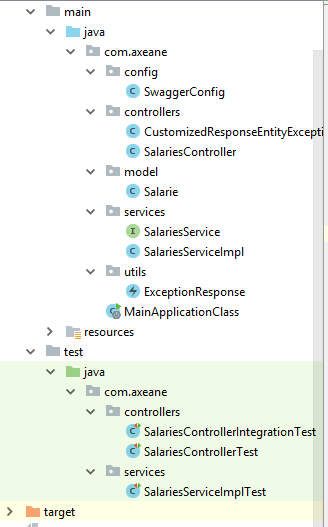 main
java
com.axeane
config
SwaggerConfig
controllers
CustomizedResponseEntityExcepti
SalariesController
model
Salarie
services
SalariesService
SalariesServiceImpl
utils
ExceptionResponse
MainApplicationClass
resources
test
java
com.axeane
controllers
SalariesControllerIntegrationTest
SalariesControllerTest
services
SalariesServiceImplTest
target